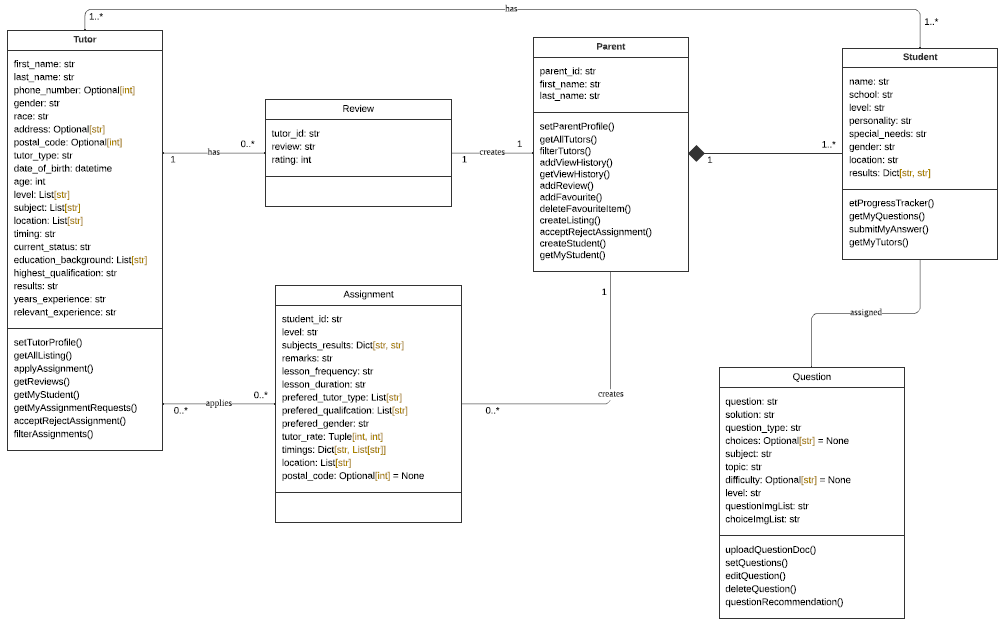 has
1..*
1..*
Tutor
first_name: str
last_name: str
phone_number: Optional[int]
gender: str
race: str
address: Optional[str]
postal_code: Optional[int]
tutor_type: str
date_of_birth: datetime
age: int
level: List[str]
subject: List[str]
location: List[str]
timing: str
current_status: str
education_background: List[str]
highest_qualification: str
results: str
years_experience: str
relevant_experience: str
setTutorProfile()
getAllListing()
applyAssignment()
getReviews()
getMyStudent()
getMyAssignmentRequests()
acceptRejectAssignment()
filterAssignments()
1
has
0..*
Review
tutor_id: str
review: str
rating: int
1
creates
1
Parent
parent_id: str
first_name: str
last_name: str
setParentProfile()
getAllTutors()
filterTutors()
addViewHistory()
getViewHistory()
addReview()
addFavourite()
deleteFavouriteItem()
createListing()
acceptRejectAssignment()
createStudent()
getMyStudent()
1
1..*
Student
name: str
school: str
level: str
personality: str
special_needs: str
gender: str
location: str
results: Dict[str, str]
etProgressTracker()
getMyQuestions()
submitMyAnswer()
getMyTutors()
0..*
applies
0..*
Assignment
student_id: str
level: str
subjects_results: Dict[str, str]
remarks: str
lesson_frequency: str
lesson_duration: str
prefered_tutor_type: List[str]
prefered_qualifcation: List[str]
prefered_gender: str
tutor_rate: Tuple[int, int]
timings: Dict[str, List[str]]
location: List[str]
postal_code: Optional[int] = None
1
creates
0..*
assigned
Question
question: str
solution: str
question_type: str
choices: Optional[str] = None
subject: str
topic: str
difficulty: Optional[str] = None
level: str
questionImgList: str
choiceImgList: str
uploadQuestionDoc()
setQuestions()
editQuestion()
deleteQuestion()
questionRecommendation()